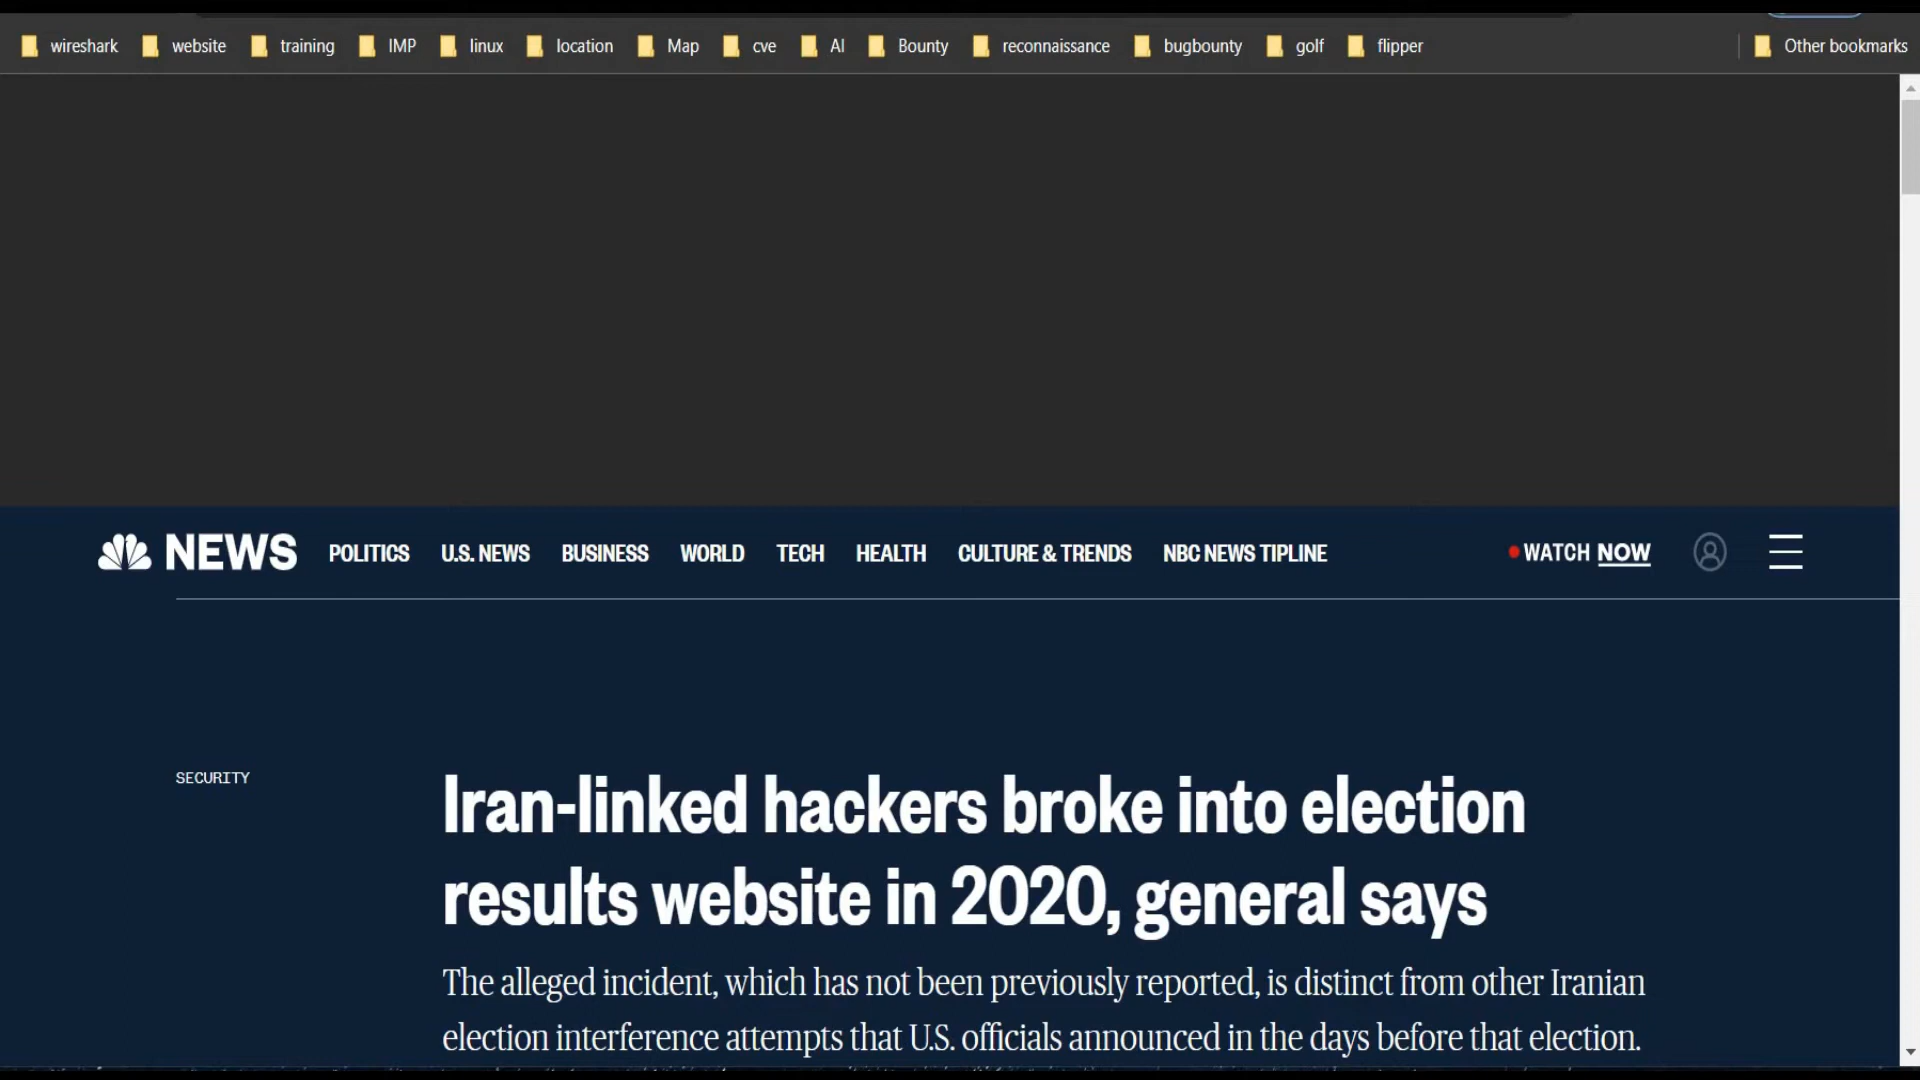 wireshark website training IMP linux location Map cve AI Bounty reconnaissance bugbounty golf flipper Other bookmarks
NEWS POLITICS U.S. NEWS BUSINESS WORLD TECH HEALTH CULTURE & TRENDS NBC NEWS TIPLINE WATCH NOW
SECURITY
Iran-linked hackers broke into election
results website in 2020, general says
The alleged incident, which has not been previously reported, is distinct from other Iranian
election interference attempts that U.S. officials announced in the days before that election.